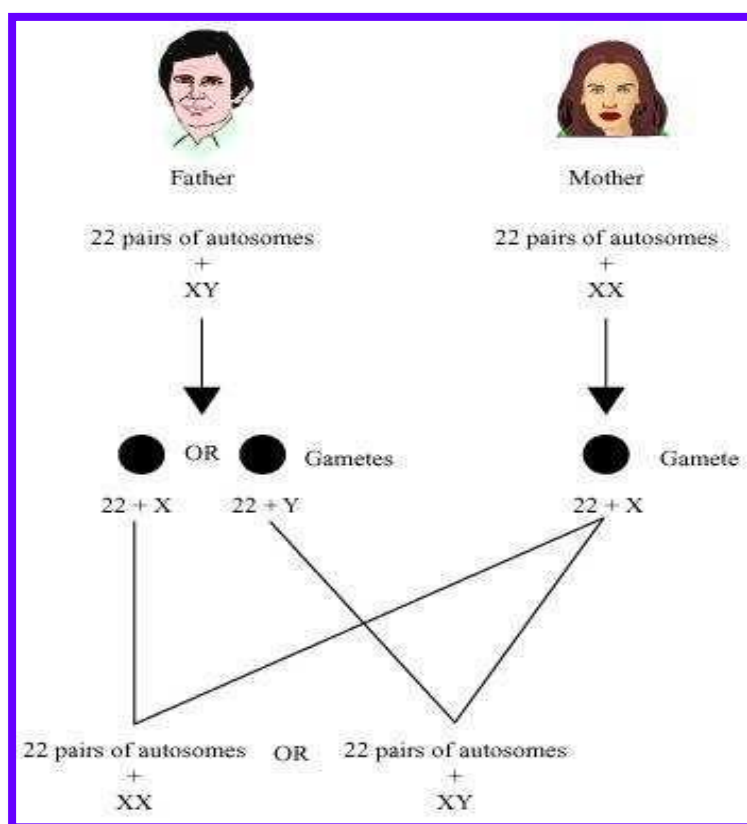 Father Mother
22 pairs of autosomes 22 pairs of autosomes
+ +
XY XX
OR Gametes Gamete
22 + X 22 + Y 22 + X
22 pairs of autosomes OR 22 pairs of autosomes
+ +
XX XY